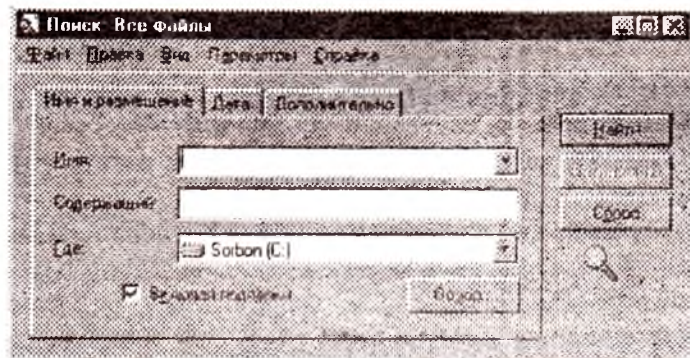 Поиск: Все файлы
Файл Правка Вид Параметры Справка
Имя и размещение Дата Дополнительно
Имя:
Найти
Содержащий:
Сброс
Где: Sorbon (C:)
Обзор...